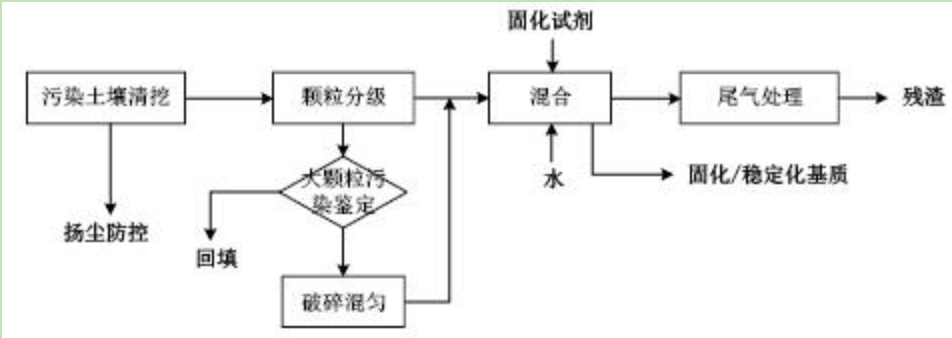 固化试剂
污染土壤清挖
颗粒分级
混合
尾气处理
残渣
水
固化/稳定化基质
大颗粒污
染鉴定
扬尘防控
回填
破碎混匀